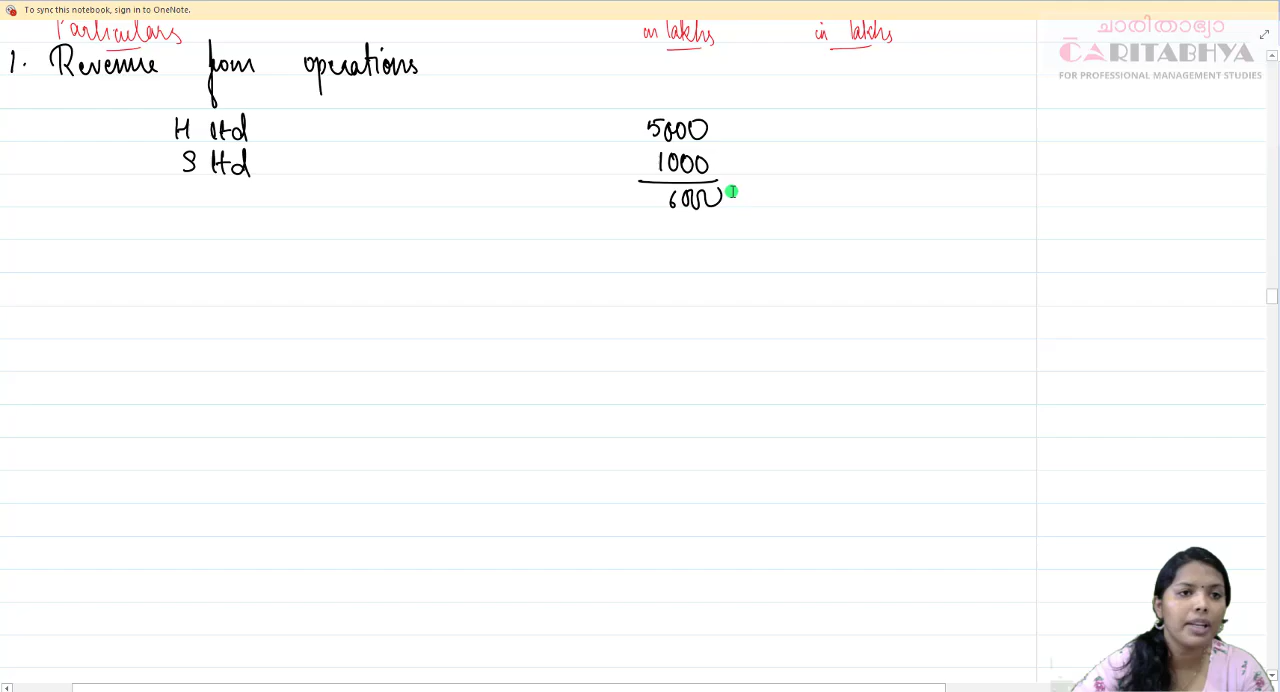 To sync this notebook, sign in to OneNote.
Particulars in lakhs in lakhs
ചാരിതാഭ്യാ
CARITABHYA
FOR PROFESSIONAL MANAGEMENT STUDIES
1. Revenue from operations
H ltd 5000
S ltd 1000
6000